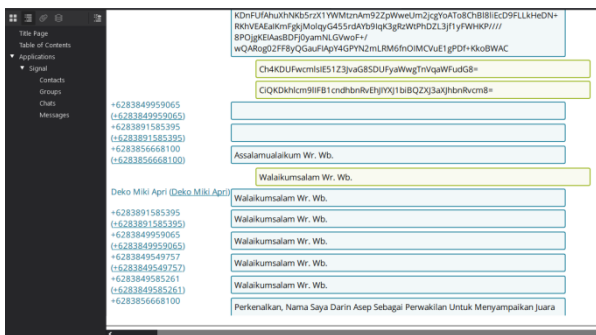 Title Page
Table of Contents
Applications
Signal
Contacts
Groups
Chats
Messages
KDnFUfAhuXhNKb5rzX1YWMtznAm92ZpWweUm2jcgYoATo8ChBI8liEcD9FLLkHeDN+
RKhVEAEaIKmFgkjMolqyG455rdAYb9IqK3gRzWtPhDZL3Jf1yFWHKP////
8POJgKEIAasBDFj0yamNLGVwoF+/
wQARog02FF8yQGauFIApY4GPYN2mLRM6fnOIMCVuE1gPDf+KkoBWAC
Ch4KDUFwcmlsIE51Z3JvaG8SDUFyaWwgTnVqaWFudG8=
CiQKDkhlcm9lIFB1cndhbnRvEhJIYXJ1biBQZXJ3aXJhbnRvcm8=
+6283849959065
(+6283849959065)
+6283891585395
(+6283891585395)
+6283856668100
(+6283856668100)
Assalamualaikum Wr. Wb.
Walaikumsalam Wr. Wb.
Deko Miki Apri (Deko Miki Apri)
Walaikumsalam Wr. Wb.
+6283891585395
(+6283891585395)
Walaikumsalam Wr. Wb.
+6283849959065
(+6283849959065)
Walaikumsalam Wr. Wb.
+6283849549757
(+6283849549757)
Walaikumsalam Wr. Wb.
+6283849585261
(+6283849585261)
Walaikumsalam Wr. Wb.
+6283856668100
Perkenalkan, Nama Saya Darin Asep Sebagai Perwakilan Untuk Menyampaikan Juara